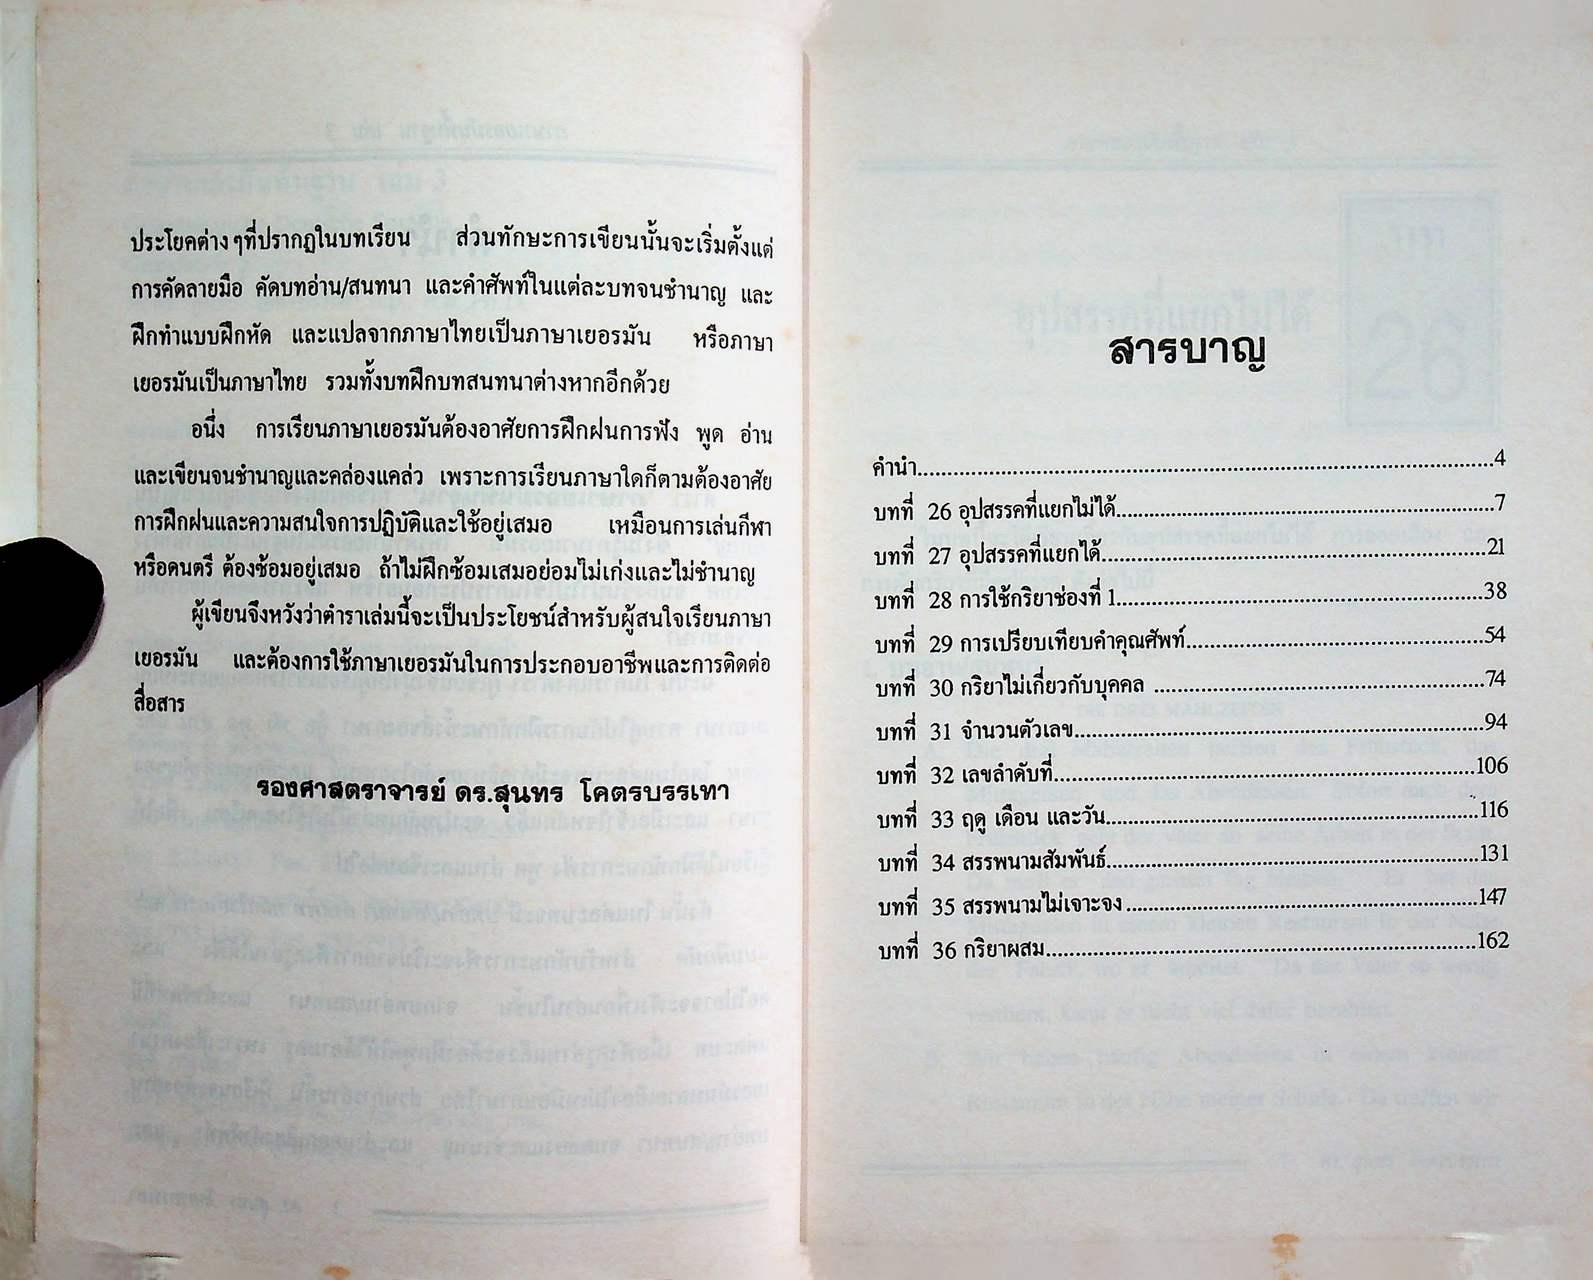 ประโยคต่างๆที่ปรากฏในบทเรียน ส่วนทักษะการเขียนนั้นจะเริ่มตั้งแต่
การคัดลายมือ คัดบทอ่าน/สนทนา และคำศัพท์ในแต่ละบทจนชำนาญ และ
ฝึกทำแบบฝึกหัด และแปลจากภาษาไทยเป็นภาษาเยอรมัน หรือภาษา
เยอรมันเป็นภาษาไทย รวมทั้งบทฝึกบทสนทนาต่างหากอีกด้วย
อนึ่ง การเรียนภาษาเยอรมันต้องอาศัยการฝึกฝนการฟัง พูด อ่าน
และเขียนจนชำนาญและคล่องแคล่ว เพราะการเรียนภาษาใดก็ตามต้องอาศัย
การฝึกฝนและความสนใจการปฏิบัติและใช้อยู่เสมอ เหมือนการเล่นกีฬา
หรือดนตรี ต้องซ้อมอยู่เสมอ ถ้าไม่ฝึกซ้อมเสมอย่อมไม่เก่งและไม่ชำนาญ
ผู้เขียนจึงหวังว่าตำราเล่มนี้จะเป็นประโยชน์สำหรับผู้สนใจเรียนภาษา
เยอรมัน และต้องการใช้ภาษาเยอรมันในการประกอบอาชีพและการติดต่อ
สื่อสาร
รองศาสตราจารย์ ดร.สุนทร โคตรบรรเทา
สารบาญ
คำนำ.....4
บทที่ 26 อุปสรรคที่แยกไม่ได้.....7
บทที่ 27 อุปสรรคที่แยกได้.....21
บทที่ 28 การใช้กริยาช่องที่ 1.....38
บทที่ 29 การเปรียบเทียบคำคุณศัพท์.....54
บทที่ 30 กริยาไม่เกี่ยวกับบุคคล .....74
บทที่ 31 จำนวนตัวเลข.....94
บทที่ 32 เลขลำดับที่.....106
บทที่ 33 ฤดู เดือน และวัน.....116
บทที่ 34 สรรพนามสัมพันธ์.....131
บทที่ 35 สรรพนามไม่เจาะจง.....147
บทที่ 36 กริยาผสม.....162